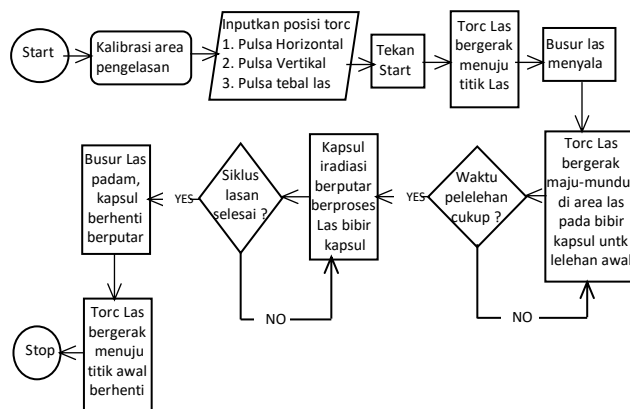 Start
Kalibrasi area
pengelasan
Inputkan posisi torc
1. Pulsa Horizontal
2. Pulsa Vertikal
3. Pulsa tebal las
Tekan
Start
Torc Las
bergerak
menuju
titik Las
Busur las
menyala
Torc Las
bergerak
maju-mundu
di area las
pada bibir
kapsul untk
lelehan awal
Waktu
pelelehan
cukup ?
YES
NO
Kapsul
iradiasi
berputar
berproses
Las bibir
kapsul
Siklus
lasan
selesai ?
YES
NO
Busur Las
padam,
kapsul
berhenti
berputar
Torc Las
bergerak
menuju
titik awal
berhenti
Stop